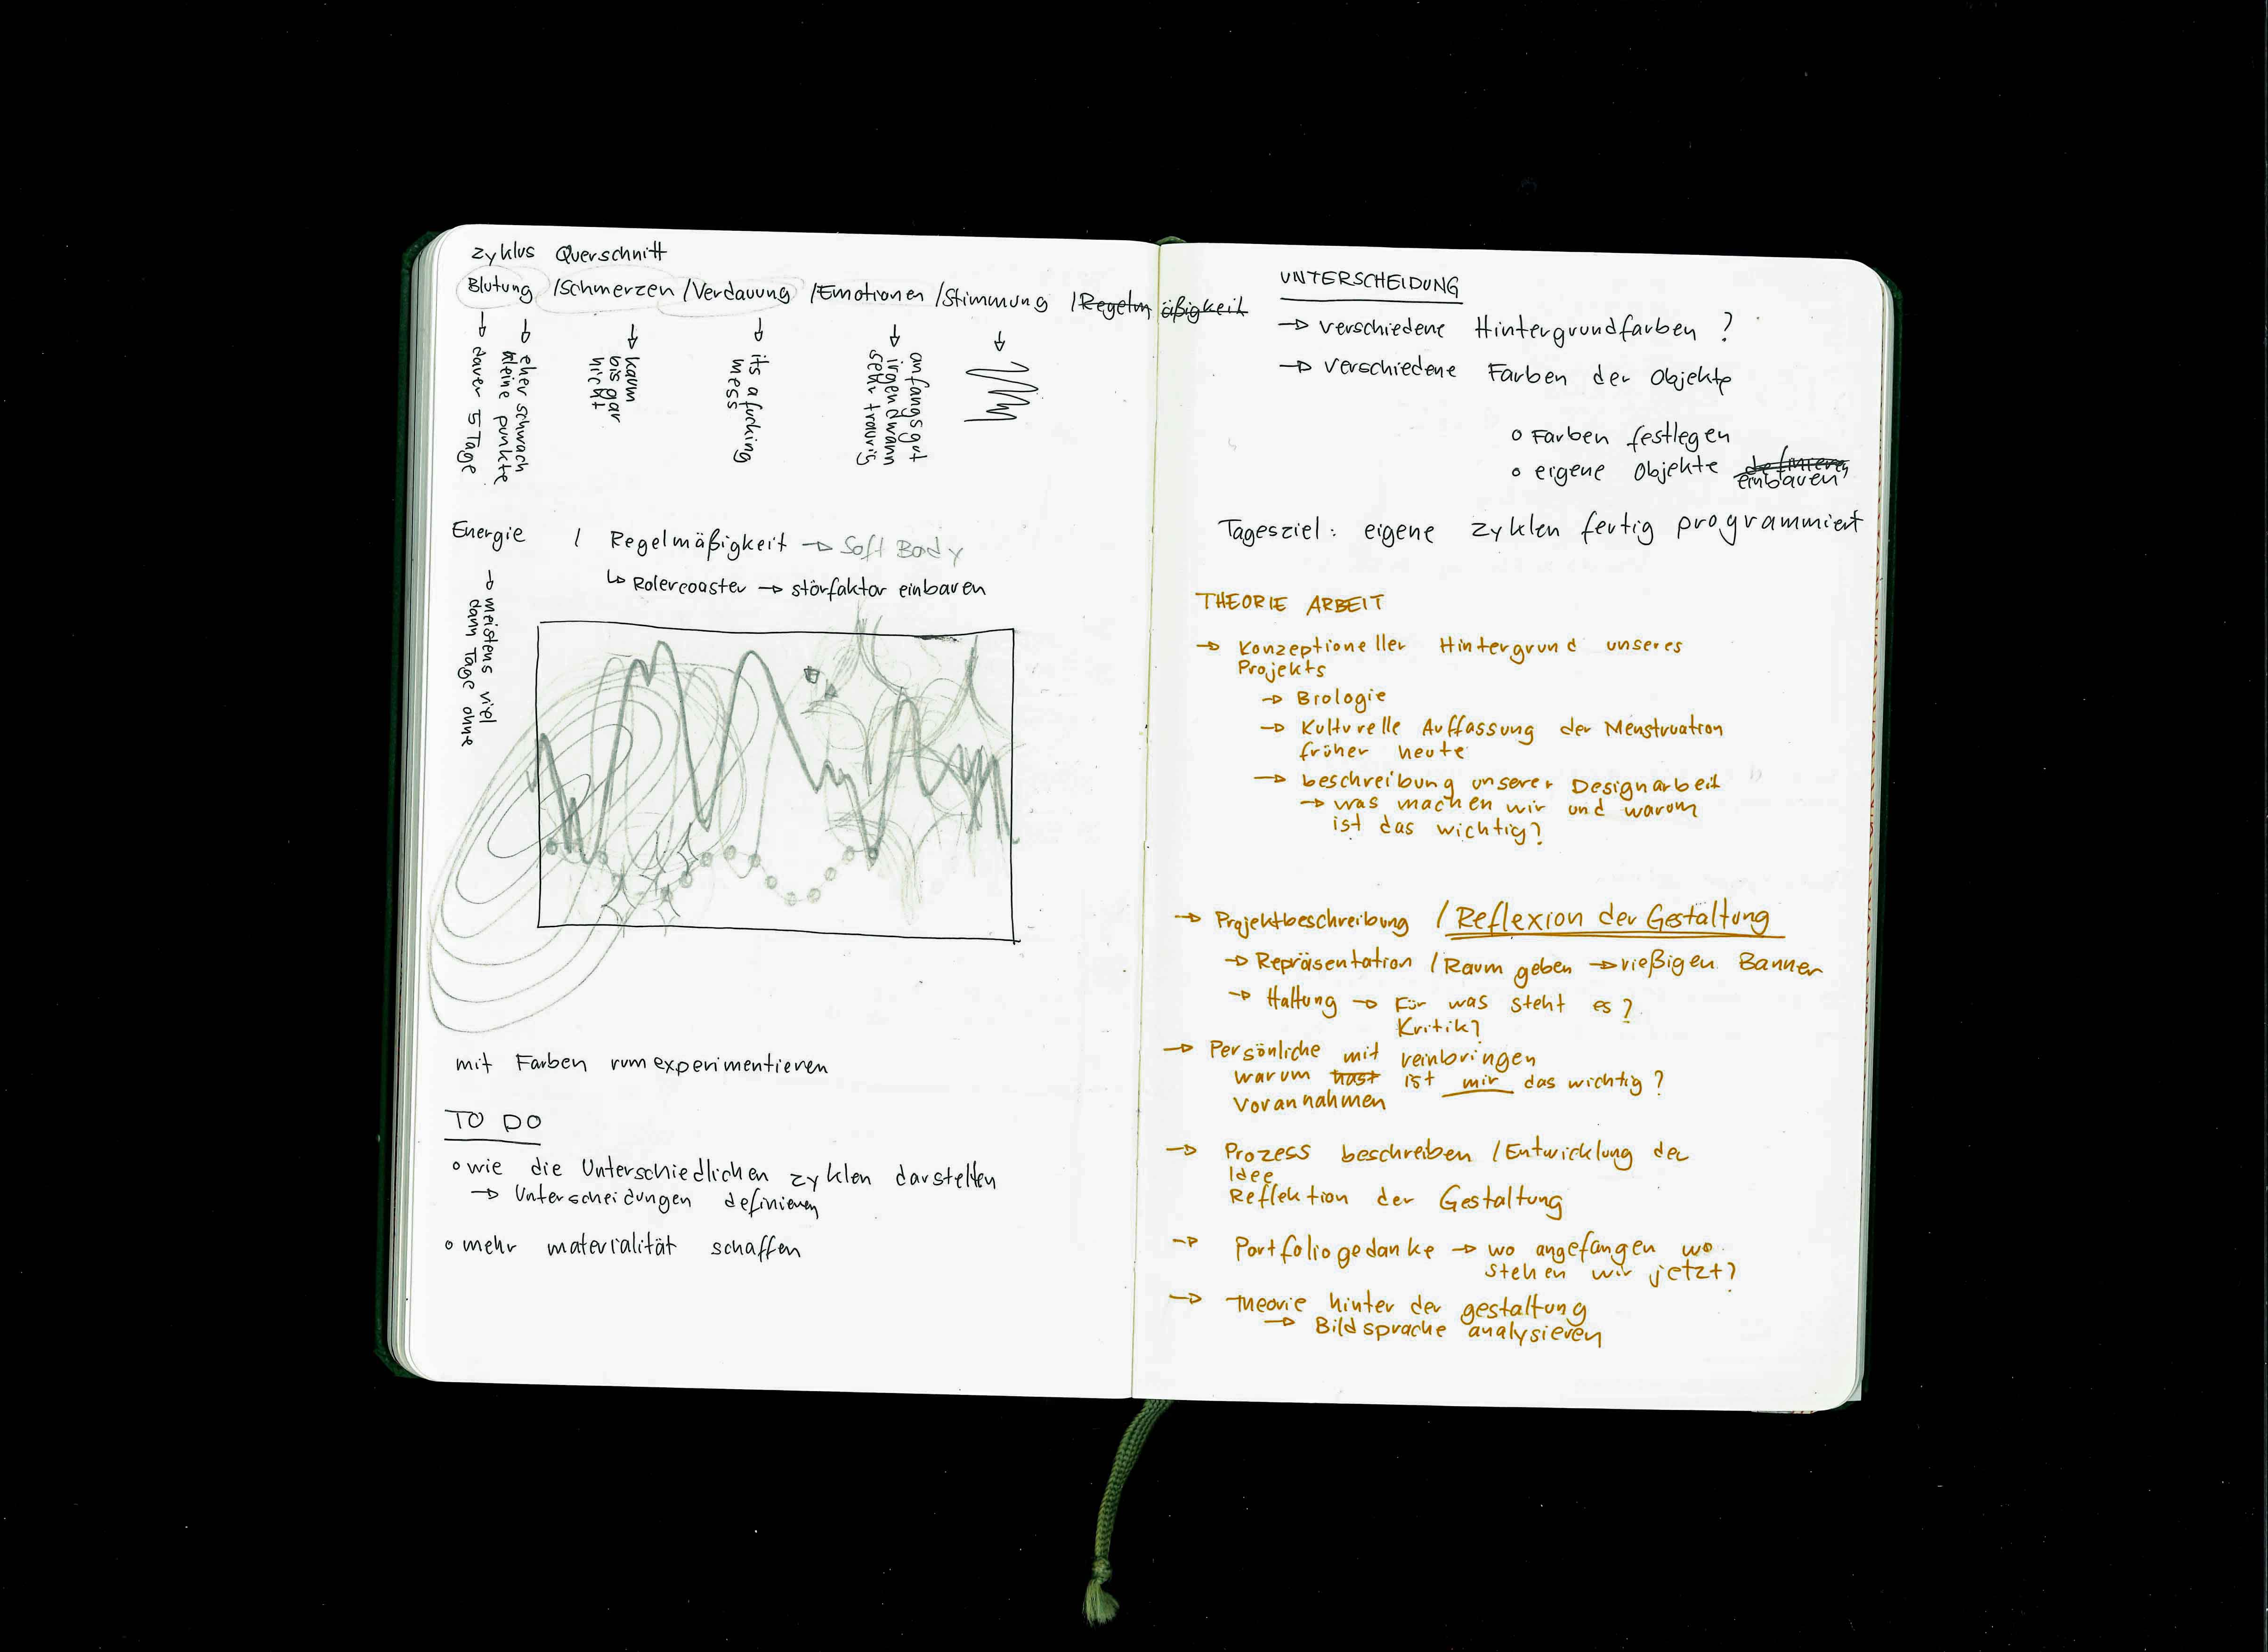 Zyklus Querschnitt
Blutung / Schmerzen / Verdauung / Emotionen / Stimmung / Regelmäßigkeit
→ dauer 5 Tage
→ eher schwach
kleine punkte
→ kaum
bis gar
nicht
→ its a fucking
mess
→ anfangs gut
irgendwann
sehr traurig
→
Energie / Regelmäßigkeit → Soft Body
↳ Rolercoaster → störfaktor einbauen
→ meistens viel
dann Tage ohne
mit Farben rumexperimentieren
TO DO
o wie die Unterschiedlichen zyklen darstellen
→ Unterscheidungen definieren
o mehr materialität schaffen
UNTERSCHEIDUNG
→ verschiedene Hintergrundfarben ?
→ verschiedene Farben der Objekte
o Farben festlegen
o eigene Objekte definieren
einbauen
Tagesziel: eigene zyklen fertig programmiert
THEORIE ARBEIT
→ Konzeptioneller Hintergrund unseres
Projekts
→ Biologie
→ Kulturelle Auffassung der Menstruation
früher heute
→ beschreibung unserer Designarbeit
→ was machen wir und warum
ist das wichtig?
→ Projektbeschreibung / Reflexion der Gestaltung
→ Repräsentation / Raum geben → rießigen Banner
→ Haltung → Für was steht es?
Kritik?
→ Persönliche mit reinbringen
warum hast ist mir das wichtig?
Vorannahmen
→ Prozess beschreiben / Entwicklung der
Idee
Reflektion der Gestaltung
→ Portfoliogedanke → wo angefangen wo
stehen wir jetzt?
→ Theorie hinter der gestaltung
→ Bildsprache analysieren